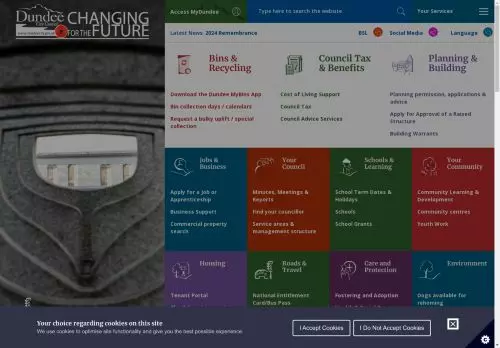 Dundee
City Council
CHANGING
FOR THE FUTURE
Access MyDundee
Type here to search the website.
Your Services
Latest News: 2024 Remembrance
BSL
Social Media
Language
Bins & Recycling
Download the Dundee MyBins App
Bin collection days / calendars
Request a bulky uplift / special collection
Council Tax & Benefits
Cost of Living Support
Council Tax
Council Advice Services
Planning & Building
Planning permission, applications & advice
Apply for Approval of a Raised Structure
Building Warrants
Jobs & Business
Apply for a Job or Apprenticeship
Business Support
Commercial property search
Your Council
Minutes, Meetings & Reports
Find your councillor
Service areas & management structure
Schools & Learning
School Term Dates & Holidays
Schools
School Grants
Your Community
Community Learning & Development
Community centres
Youth Work
Housing
Tenant Portal
Roads & Travel
National Entitlement Card/Bus Pass
Care and Protection
Fostering and Adoption
Environment
Dogs available for rehoming
Your choice regarding cookies on this site
We use cookies to optimise site functionality and give you the best possible experience.
I Accept Cookies
I Do Not Accept Cookies